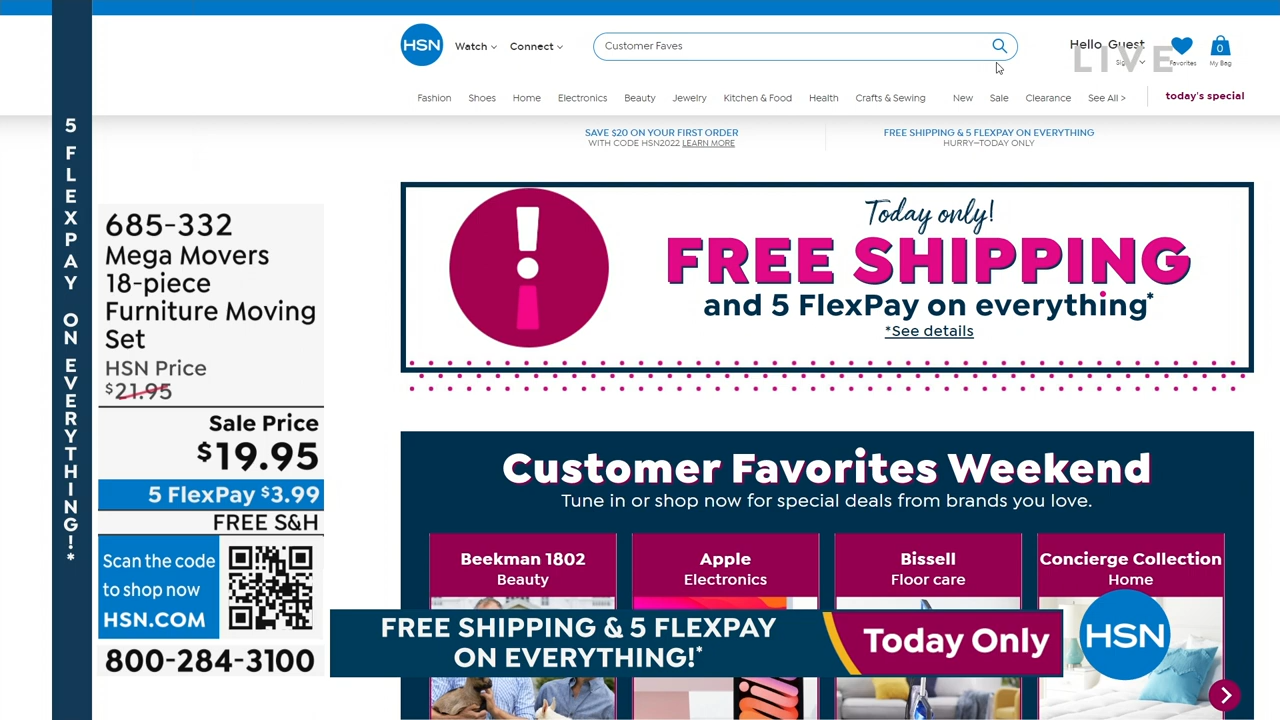 5 FLEXPAY ON EVERYTHING!*
HSN
Watch
Connect
Customer Faves
Hello, Guest
LIVE
Favorites
0
My Bag
Fashion
Shoes
Home
Electronics
Beauty
Jewelry
Kitchen & Food
Health
Crafts & Sewing
New
Sale
Clearance
See All >
today's special
SAVE $20 ON YOUR FIRST ORDER
WITH CODE HSN2022 LEARN MORE
FREE SHIPPING & 5 FLEXPAY ON EVERYTHING
HURRY—TODAY ONLY
685-332
Mega Movers
18-piece
Furniture Moving
Set
HSN Price
$21.95
Sale Price
$19.95
5 FlexPay $3.99
FREE S&H
Scan the code
to shop now
HSN.COM
800-284-3100
Today only!
FREE SHIPPING
and 5 FlexPay on everything*
*See details
Customer Favorites Weekend
Tune in or shop now for special deals from brands you love.
Beekman 1802
Beauty
Apple
Electronics
Bissell
Floor care
Concierge Collection
Home
FREE SHIPPING & 5 FLEXPAY
ON EVERYTHING!*
Today Only
HSN